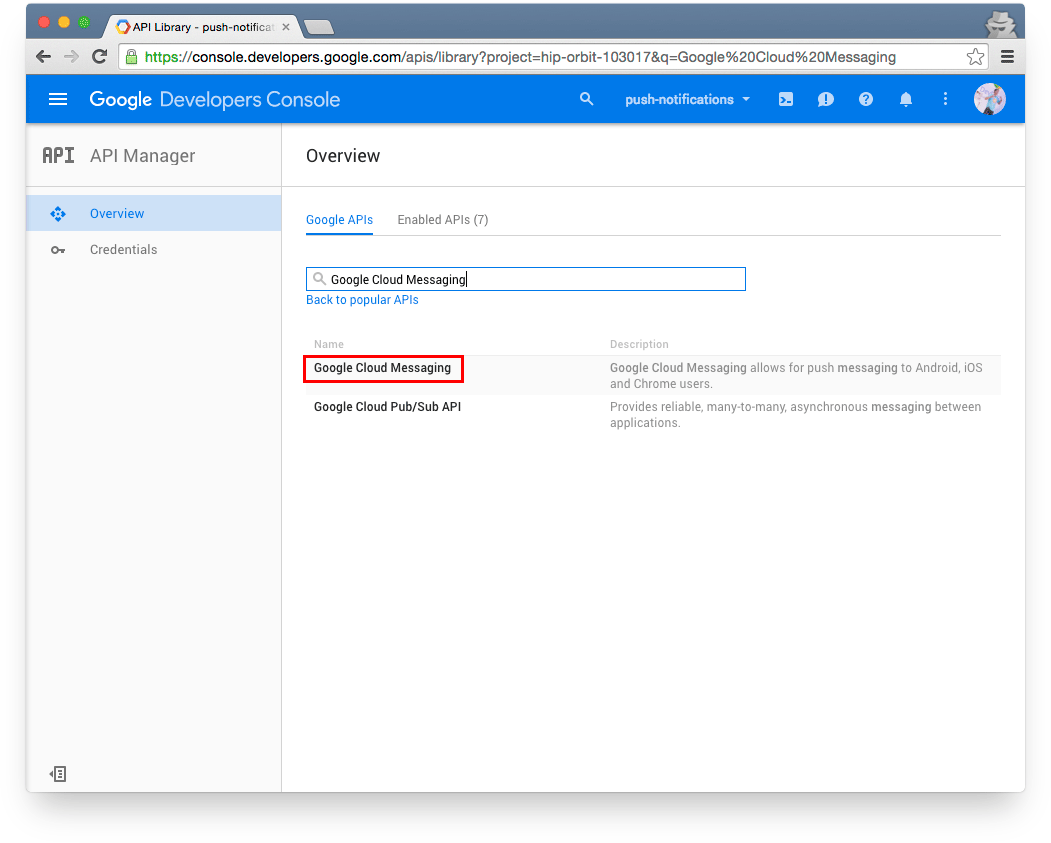 API Library - push-notificat
https://console.developers.google.com/apis/library?project=hip-orbit-103017&q=Google%20Cloud%20Messaging
Google Developers Console
push-notifications
API API Manager
Overview
Overview
Credentials
Google APIs
Enabled APIs (7)
Google Cloud Messaging
Back to popular APIs
Name
Description
Google Cloud Messaging
Google Cloud Messaging allows for push messaging to Android, iOS
and Chrome users.
Google Cloud Pub/Sub API
Provides reliable, many-to-many, asynchronous messaging between
applications.